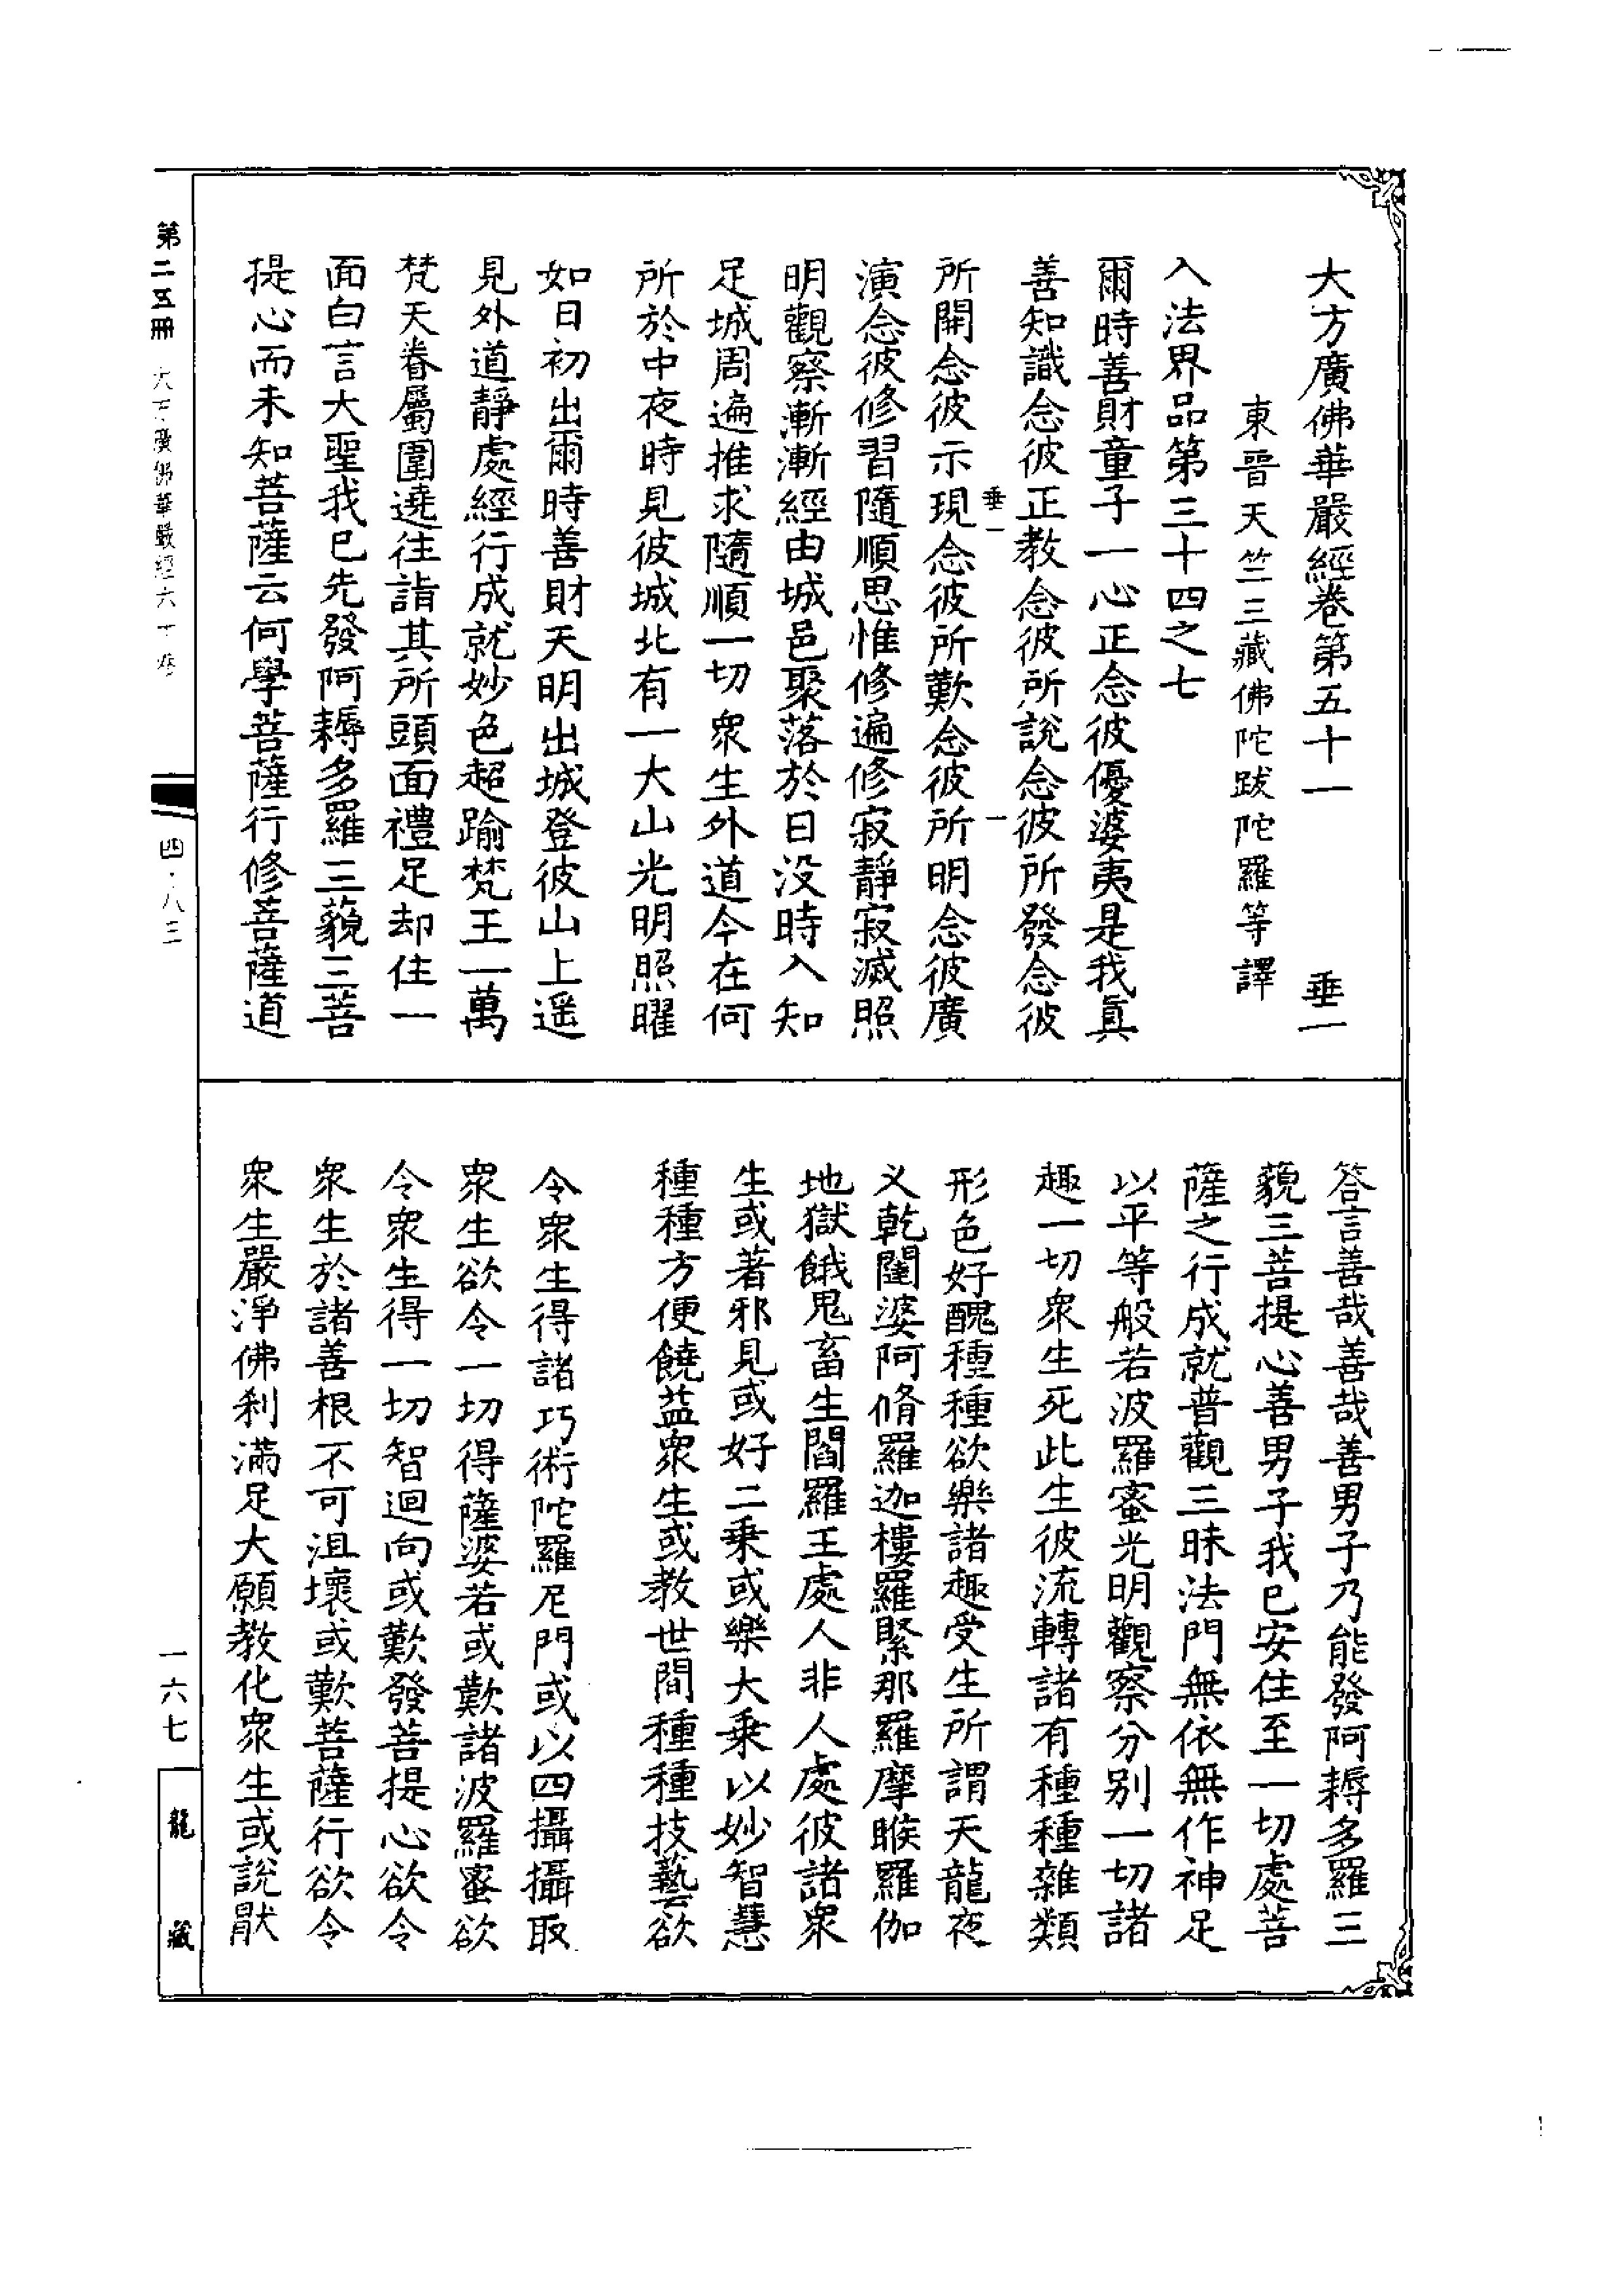 大方廣佛華嚴經卷第五十一　垂一
東晉天竺三藏佛陀跋陀羅等譯
入法界品第三十四之七
爾時善財童子一心正念彼優婆夷是我真
善知識念彼正教念彼所說念彼所發念彼
垂一　一
所開念彼示現念彼所歎念彼所明念彼廣
演念彼修習隨順思惟修遍修寂靜寂滅照
明觀察漸漸經由城邑聚落於日没時入知
足城周遍推求隨順一切衆生外道今在何
所於中夜時見彼城北有一大山光明照曜
如日初出爾時善財天明出城登彼山上遥
見外道靜處經行成就妙色超踰梵王一萬
梵天眷屬圍遶往詣其所頭面禮足却住一
面白言大聖我已先發阿耨多羅三藐三菩
提心而未知菩薩云何學菩薩行修菩薩道
答言善哉善哉善男子乃能發阿耨多羅三
藐三菩提心善男子我已安住至一切處菩
薩之行成就普觀三昧法門無依無作神足
以平等般若波羅蜜光明觀察分别一切諸
趣一切衆生死此生彼流轉諸有種種雜類
形色好醜種種欲樂諸趣受生所謂天龍夜
义乾闥婆阿脩羅迦樓羅緊那羅摩睺羅伽
地獄餓鬼畜生閻羅王處人非人處彼諸衆
生或著邪見或好二乗或樂大乗以妙智慧
種種方便饒益衆生或教世間種種技藝欲
令衆生得諸巧術陀羅尼門或以四攝攝取
衆生欲令一切得薩婆若或歎諸波羅蜜欲
令衆生得一切智迴向或歎發菩提心欲令
衆生於諸善根不可沮壞或歎菩薩行欲令
衆生嚴淨佛刹滿足大願教化衆生或說猒
第二五冊　大方廣佛華嚴經六十卷
四·八三
一六七
龍藏